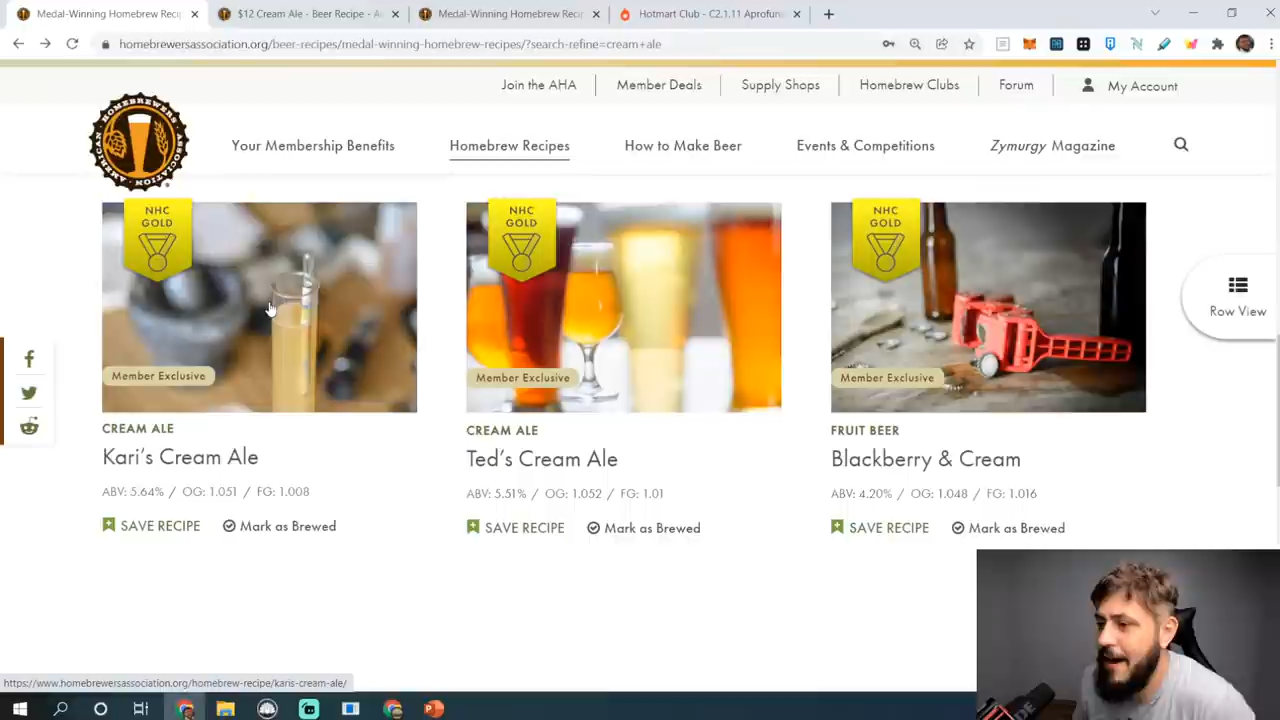 Medal-Winning Homebrew Reci
$12 Cream Ale - Beer Recipe - A
Medal-Winning Homebrew Reci
Hotmart Club - C2.1.11 Aprofun
homebrewersassociation.org/beer-recipes/medal-winning-homebrew-recipes/?search-refine=cream+ale
Join the AHA
Member Deals
Supply Shops
Homebrew Clubs
Forum
My Account
AMERICAN HOMEBREWERS ASSOCIATION
Your Membership Benefits
Homebrew Recipes
How to Make Beer
Events & Competitions
Zymurgy Magazine
NHC
GOLD
NHC
GOLD
NHC
GOLD
Row View
Member Exclusive
Member Exclusive
Member Exclusive
CREAM ALE
Kari's Cream Ale
ABV: 5.64% / OG: 1.051 / FG: 1.008
SAVE RECIPE
Mark as Brewed
CREAM ALE
Ted's Cream Ale
ABV: 5.51% / OG: 1.052 / FG: 1.01
SAVE RECIPE
Mark as Brewed
FRUIT BEER
Blackberry & Cream
ABV: 4.20% / OG: 1.048 / FG: 1.016
SAVE RECIPE
Mark as Brewed
https://www.homebrewersassociation.org/homebrew-recipe/karis-cream-ale/